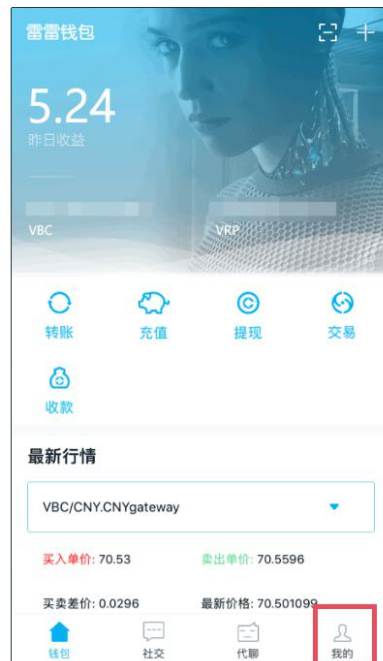 雷雷钱包
5.24
昨日收益
VBC VRP
转账 充值 提现 交易
收款
最新行情
VBC/CNY.CNYgateway
买入单价: 70.53 卖出单价: 70.5596
买卖差价: 0.0296 最新价格: 70.501099
钱包 社交 代聊 我的